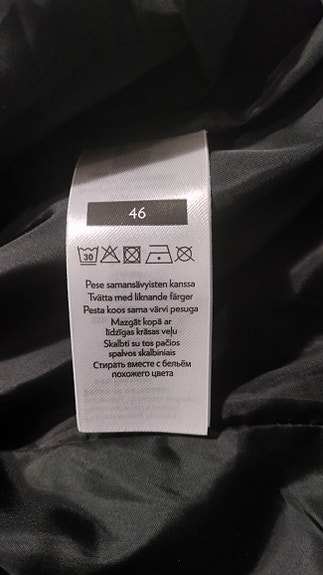 46
30
Pese samansävyisten kanssa
Tvätta med liknande färger
Pesta koos sama värvi pesuga
Mazgāt kopā ar
līdzīgas krāsas veļu
Skalbti su tos pačios
spalvos skalbiniais
Стирать вместе с бельём
похожего цвета